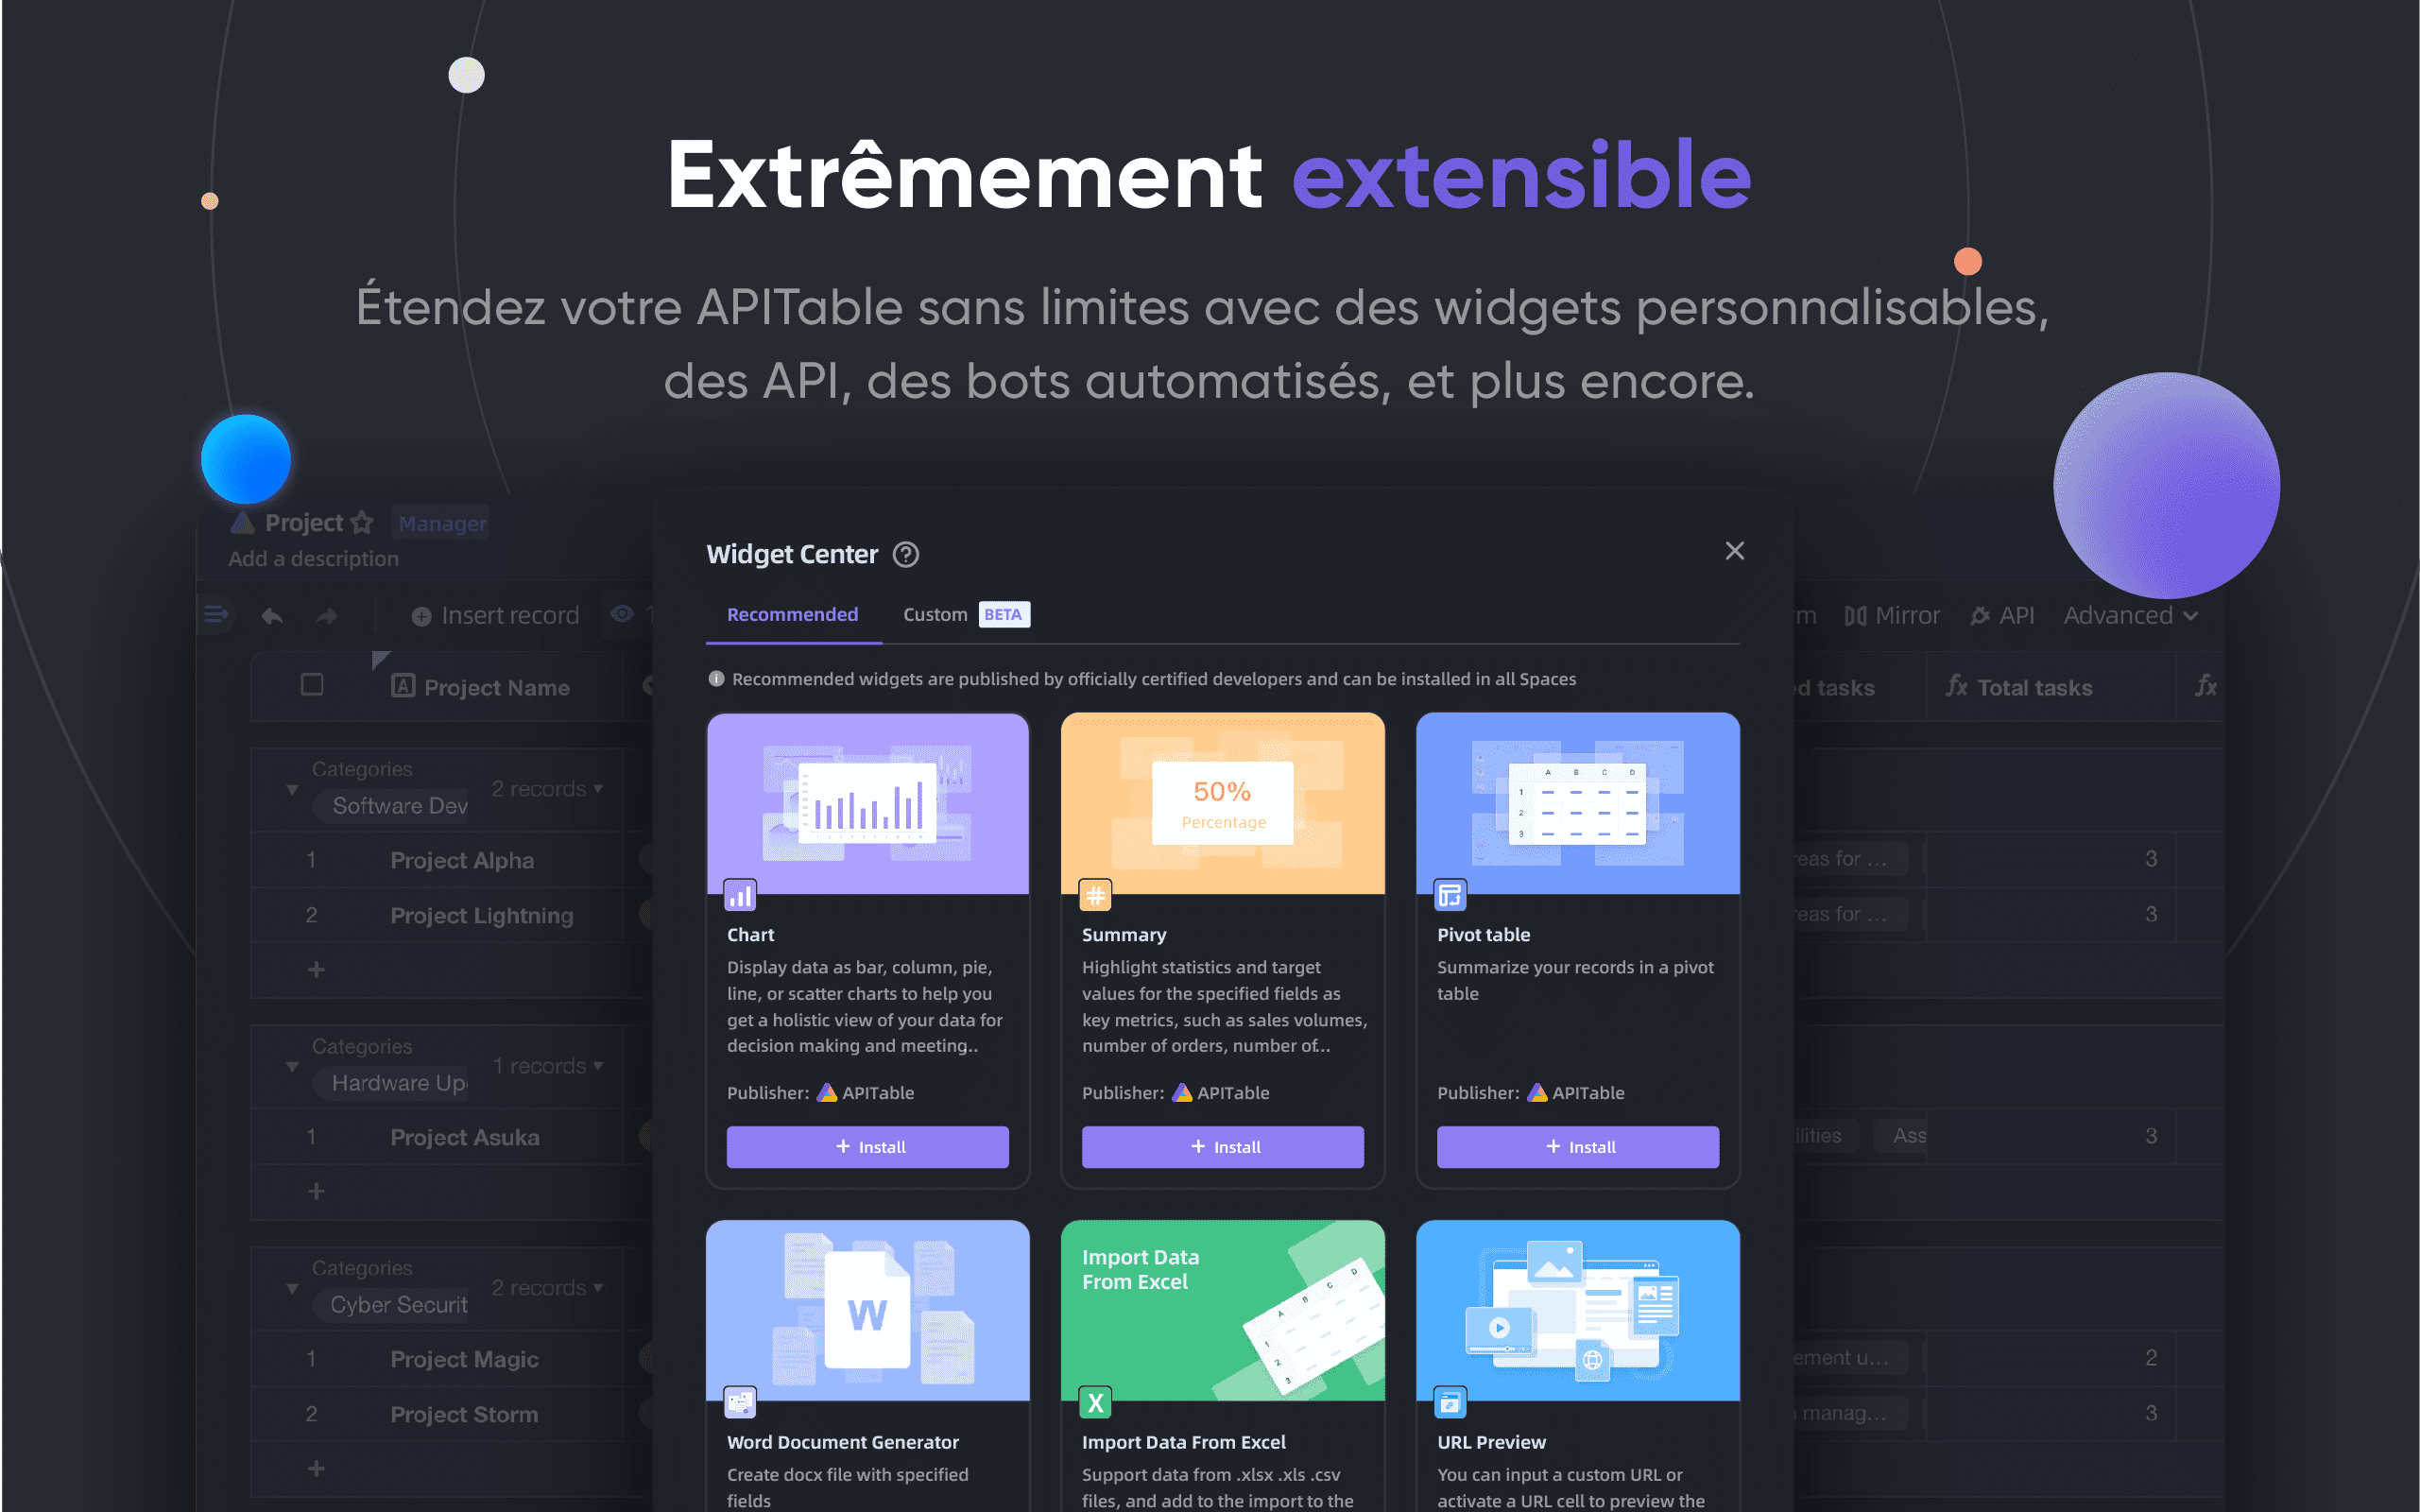 Extrêmement extensible
Étendez votre APITable sans limites avec des widgets personnalisables,
des API, des bots automatisés, et plus encore.
Project
Manager
Add a description
Insert record
Mirror
API
Advanced
Project Name
tasks
Total tasks
Categories
Software Dev
2 records
1 Project Alpha
reas for ...
3
2 Project Lightning
reas for ...
3
Categories
Hardware Up
1 records
1 Project Asuka
ilities
Ass
3
Categories
Cyber Securit
2 records
1 Project Magic
ement u...
2
2 Project Storm
manag...
3
Widget Center
Recommended
Custom
BETA
Recommended widgets are published by officially certified developers and can be installed in all Spaces
Chart
Display data as bar, column, pie,
line, or scatter charts to help you
get a holistic view of your data for
decision making and meeting..
Publisher: APITable
+ Install
50%
Percentage
Summary
Highlight statistics and target
values for the specified fields as
key metrics, such as sales volumes,
number of orders, number of...
Publisher: APITable
+ Install
A B C D
1
2
3
Pivot table
Summarize your records in a pivot
table
Publisher: APITable
+ Install
W
Word Document Generator
Create docx file with specified
fields
Import Data
From Excel
A B C D
1
2
3
X
Import Data From Excel
Support data from .xlsx .xls .csv
files, and add to the import to the
URL Preview
You can input a custom URL or
activate a URL cell to preview the